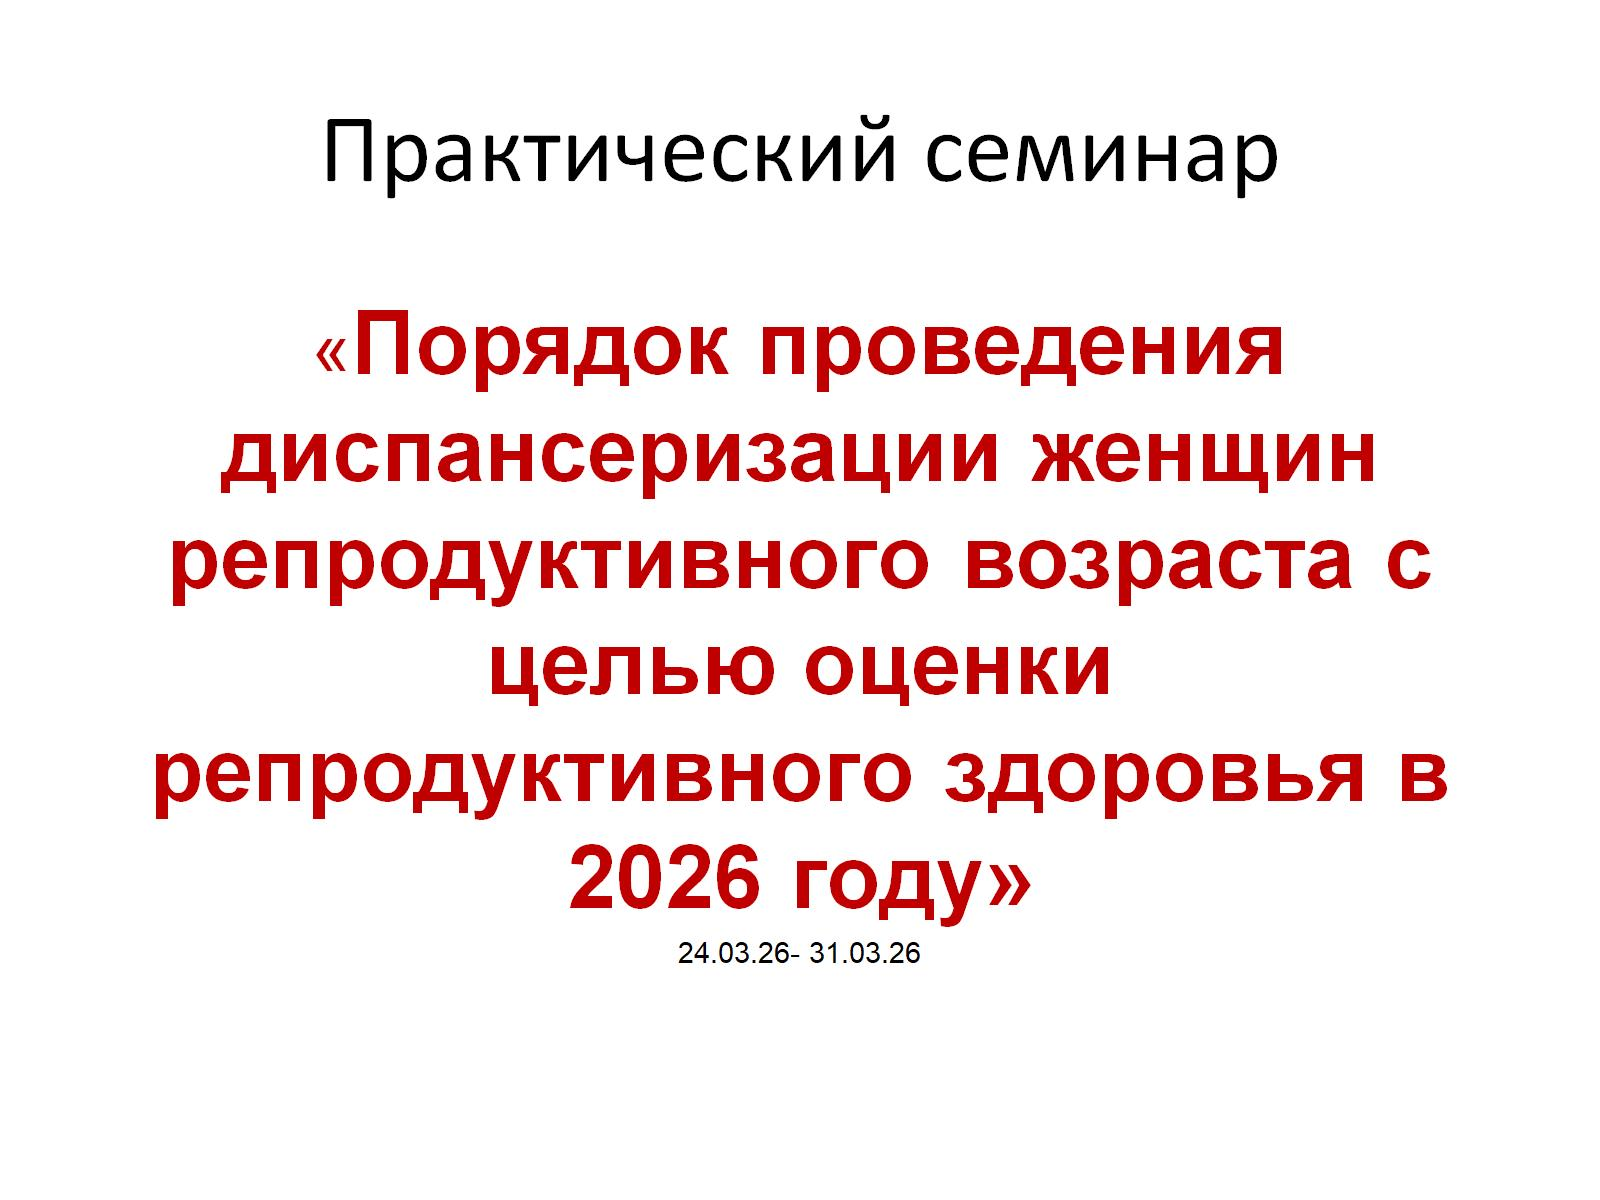 Практический семинар
«Порядок проведения
диспансеризации женщин
репродуктивного возраста с
целью оценки
репродуктивного здоровья в
2026 году»
24.03.26- 31.03.26